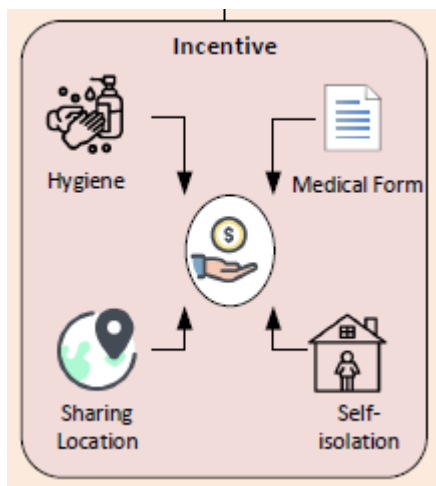 Incentive
Hygiene
Medical Form
$
Sharing
Location
Self-
isolation